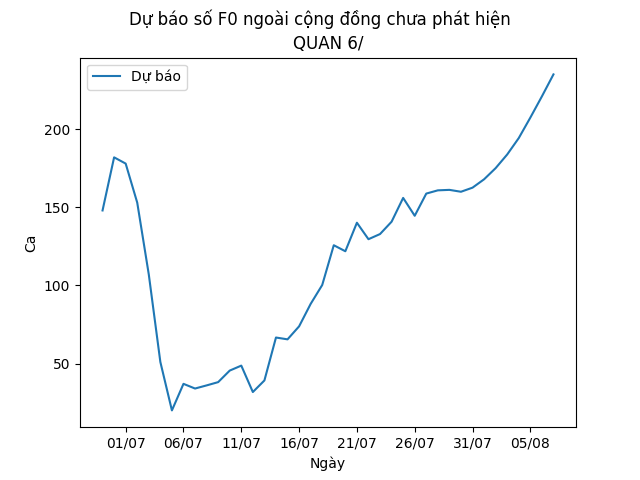 Dự báo số F0 ngoài cộng đồng chưa phát hiện
QUAN 6/
Dự báo
200
150
100
50
Ca
01/07 06/07 11/07 16/07 21/07 26/07 31/07 05/08
Ngày